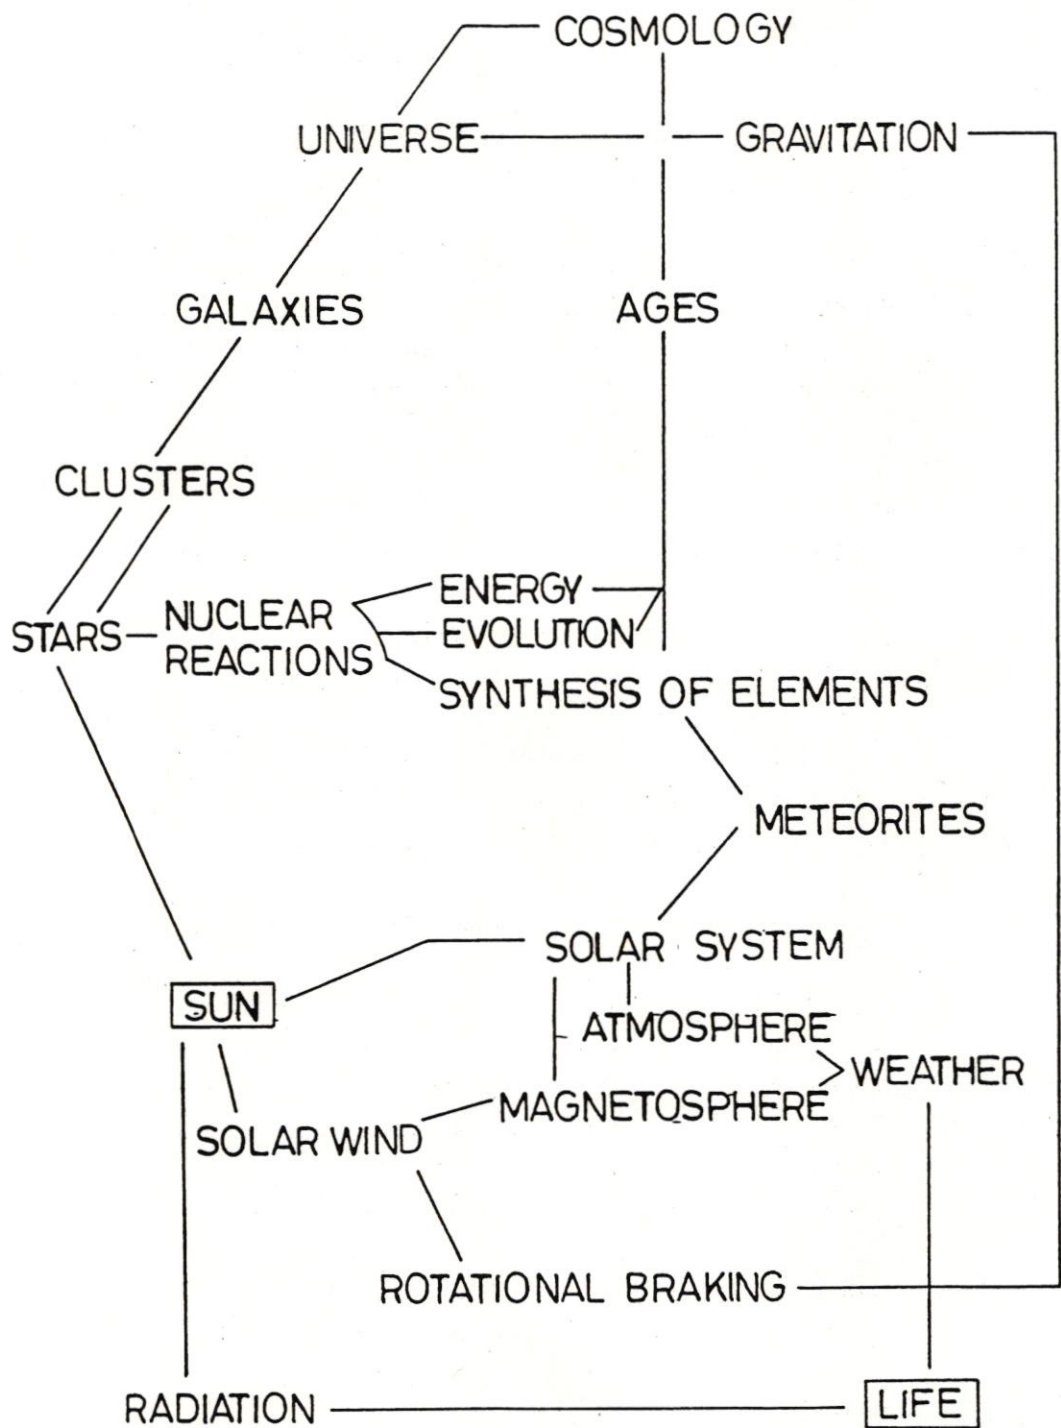 COSMOLOGY
UNIVERSE
GRAVITATION
GALAXIES
AGES
CLUSTERS
STARS
NUCLEAR
REACTIONS
ENERGY
EVOLUTION
SYNTHESIS OF ELEMENTS
METEORITES
SOLAR SYSTEM
SUN
ATMOSPHERE
WEATHER
MAGNETOSPHERE
SOLAR WIND
ROTATIONAL BRAKING
RADIATION
LIFE